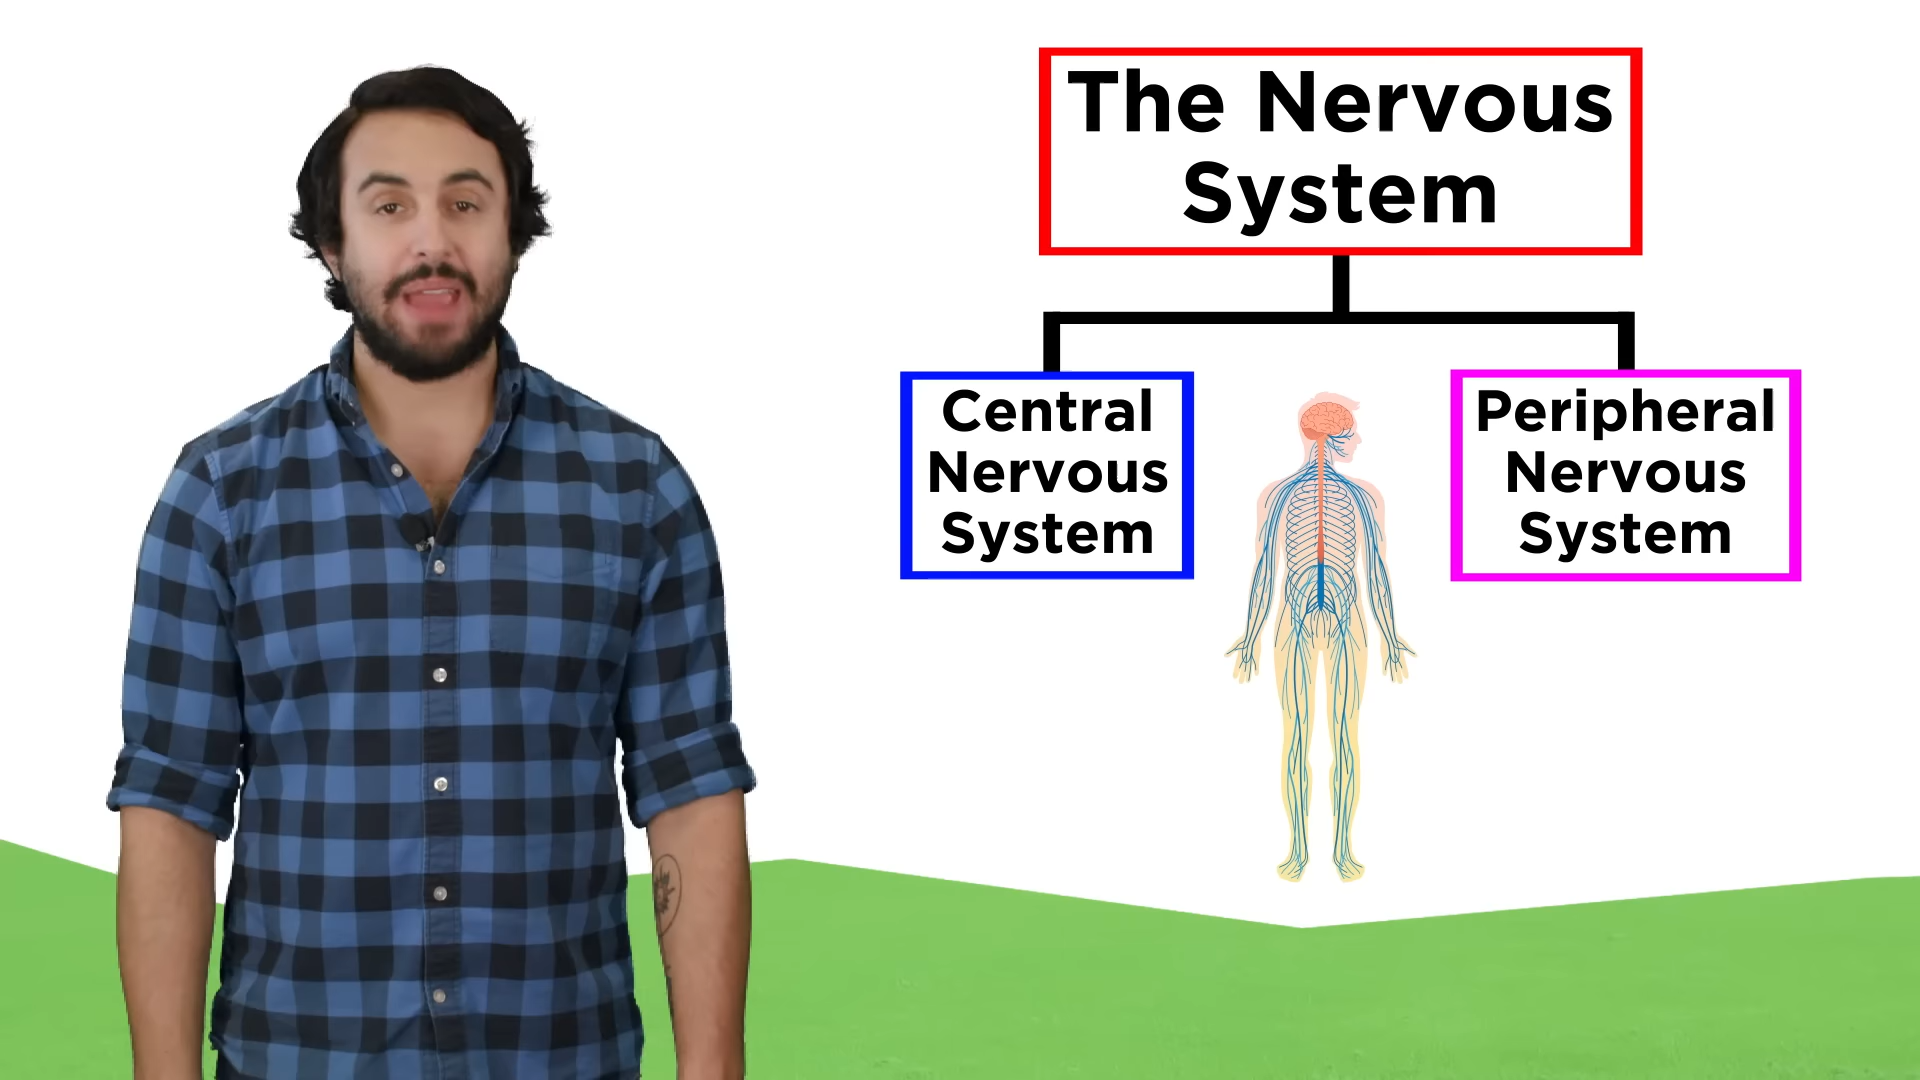 The Nervous
System
Central
Nervous
System
Peripheral
Nervous
System